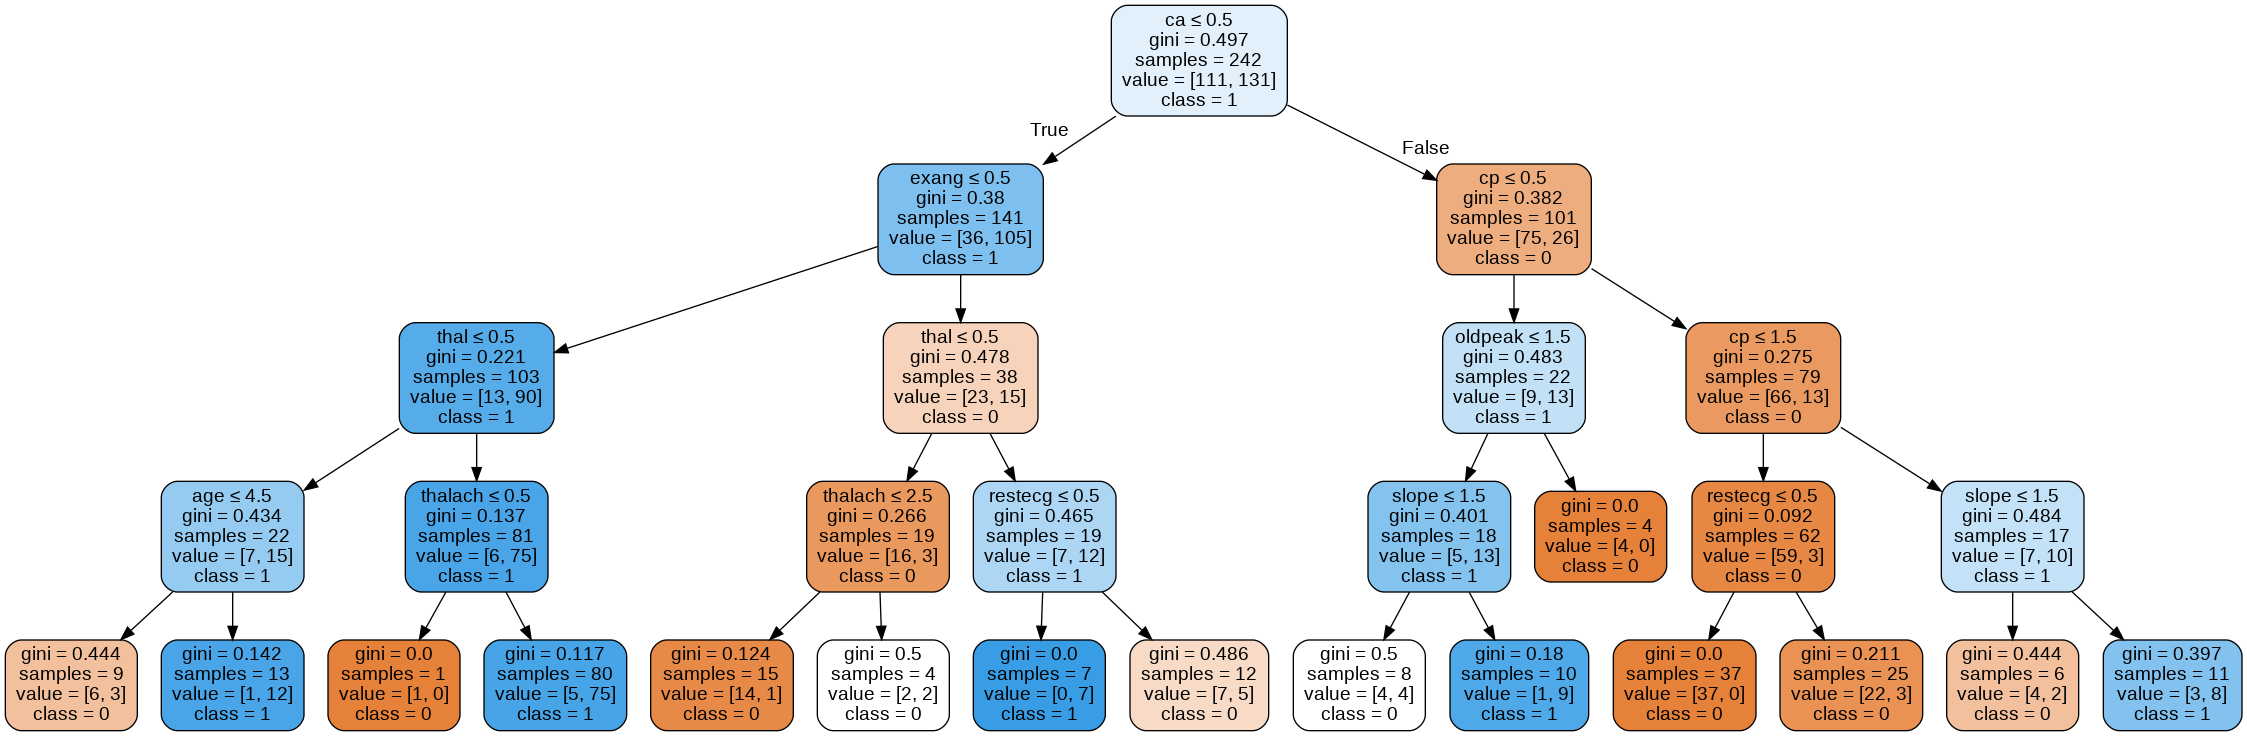 ca ≤ 0.5
gini = 0.497
samples = 242
value = [111, 131]
class = 1
True
False
exang ≤ 0.5
gini = 0.38
samples = 141
value = [36, 105]
class = 1
cp ≤ 0.5
gini = 0.382
samples = 101
value = [75, 26]
class = 0
thal ≤ 0.5
gini = 0.221
samples = 103
value = [13, 90]
class = 1
thal ≤ 0.5
gini = 0.478
samples = 38
value = [23, 15]
class = 0
oldpeak ≤ 1.5
gini = 0.483
samples = 22
value = [9, 13]
class = 1
cp ≤ 1.5
gini = 0.275
samples = 79
value = [66, 13]
class = 0
age ≤ 4.5
gini = 0.434
samples = 22
value = [7, 15]
class = 1
thalach ≤ 0.5
gini = 0.137
samples = 81
value = [6, 75]
class = 1
thalach ≤ 2.5
gini = 0.266
samples = 19
value = [16, 3]
class = 0
restecg ≤ 0.5
gini = 0.465
samples = 19
value = [7, 12]
class = 1
slope ≤ 1.5
gini = 0.401
samples = 18
value = [5, 13]
class = 1
gini = 0.0
samples = 4
value = [4, 0]
class = 0
restecg ≤ 0.5
gini = 0.092
samples = 62
value = [59, 3]
class = 0
slope ≤ 1.5
gini = 0.484
samples = 17
value = [7, 10]
class = 1
gini = 0.444
samples = 9
value = [6, 3]
class = 0
gini = 0.142
samples = 13
value = [1, 12]
class = 1
gini = 0.0
samples = 1
value = [1, 0]
class = 0
gini = 0.117
samples = 80
value = [5, 75]
class = 1
gini = 0.124
samples = 15
value = [14, 1]
class = 0
gini = 0.5
samples = 4
value = [2, 2]
class = 0
gini = 0.0
samples = 7
value = [0, 7]
class = 1
gini = 0.486
samples = 12
value = [7, 5]
class = 0
gini = 0.5
samples = 8
value = [4, 4]
class = 0
gini = 0.18
samples = 10
value = [1, 9]
class = 1
gini = 0.0
samples = 37
value = [37, 0]
class = 0
gini = 0.211
samples = 25
value = [22, 3]
class = 0
gini = 0.444
samples = 6
value = [4, 2]
class = 0
gini = 0.397
samples = 11
value = [3, 8]
class = 1